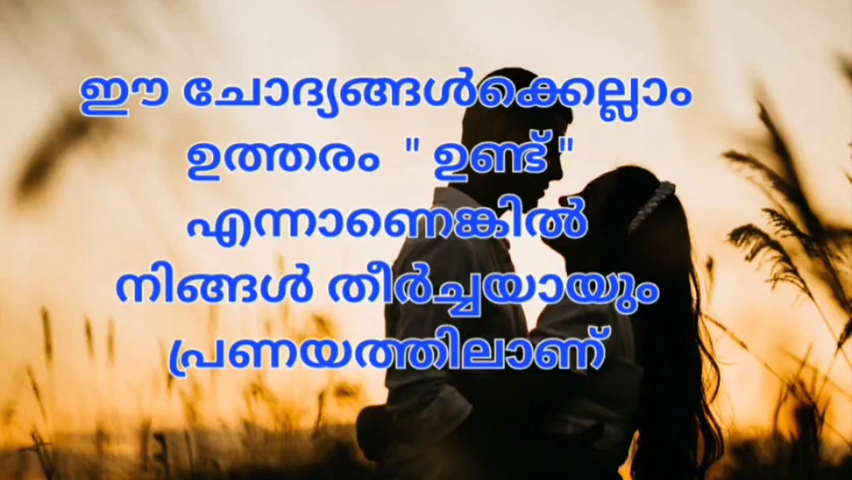 ഈ ചോദ്യങ്ങൾക്കെല്ലാം
ഉത്തരം " ഉണ്ട് "
എന്നാണെങ്കിൽ
നിങ്ങൾ തീർച്ചയായും
പ്രണയത്തിലാണ്